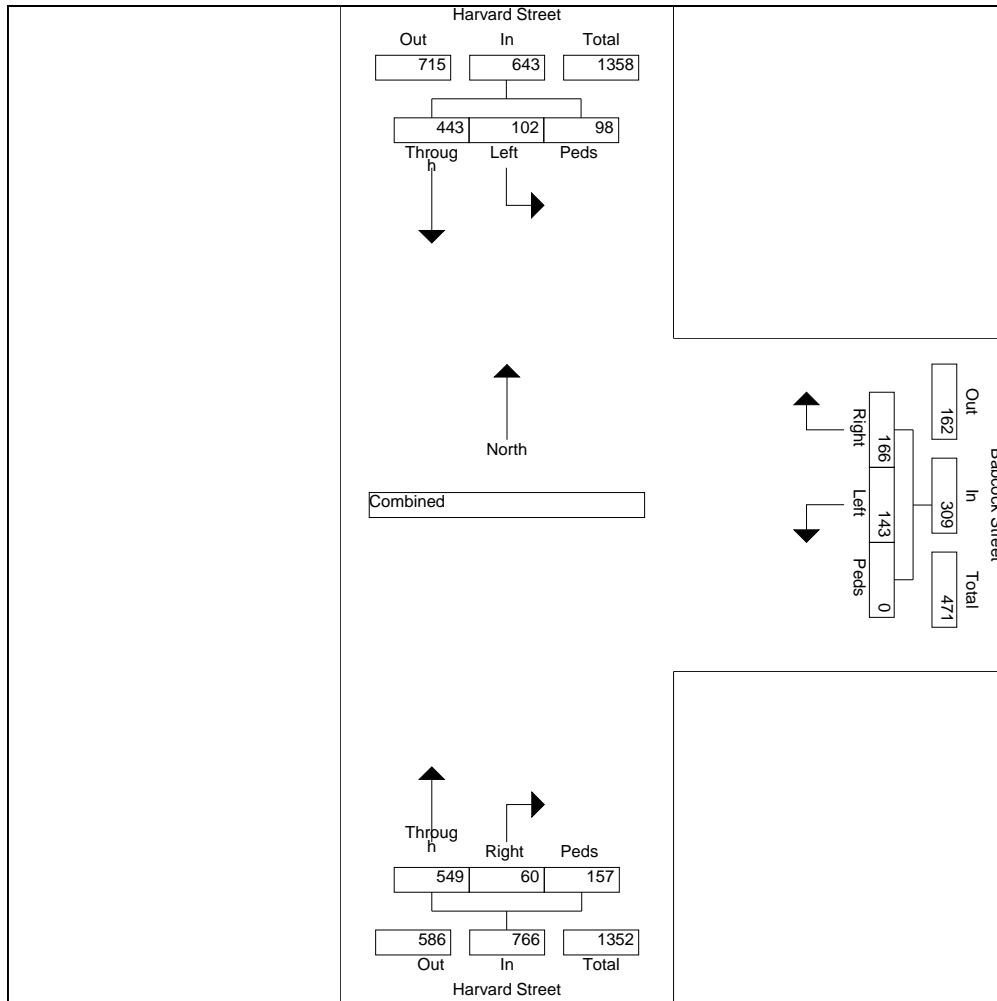 Harvard Street
Out In Total
715 643 1358
443 102 98
Throug
h
Left Peds
North
Combined
Out In Total
162 309 471
Right Left Peds
166 143 0
Babcock Street
Throug
h
Right Peds
549 60 157
586 766 1352
Out In Total
Harvard Street